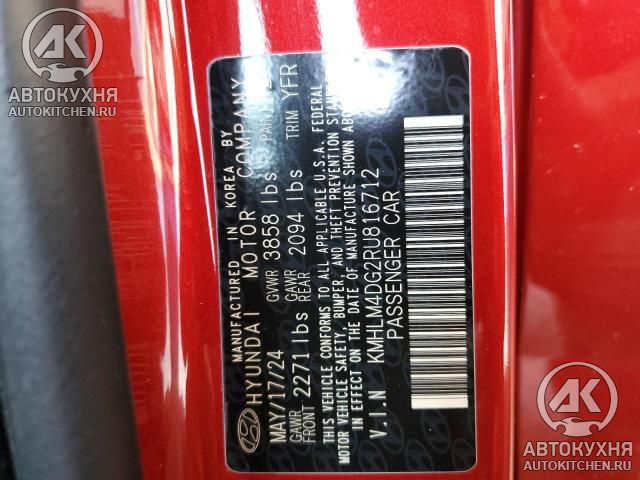 АК
АВТОКУХНЯ
AUTOKITCHEN.RU
MANUFACTURED IN KOREA BY
HYUNDAI MOTOR COMPANY
MAY/17/24 GVWR 3858 lbs PAINT
GAWR FRONT 2271 lbs GAWR REAR 2094 lbs TRIM YFR
THIS VEHICLE CONFORMS TO ALL APPLICABLE U.S.A. FEDERAL
MOTOR VEHICLE SAFETY, BUMPER, AND THEFT PREVENTION STANDARDS
IN EFFECT ON THE DATE OF MANUFACTURE SHOWN ABOVE
V.I.N KMHLM4DG2RU816712
PASSENGER CAR
АК
АВТОКУХНЯ
AUTOKITCHEN.RU